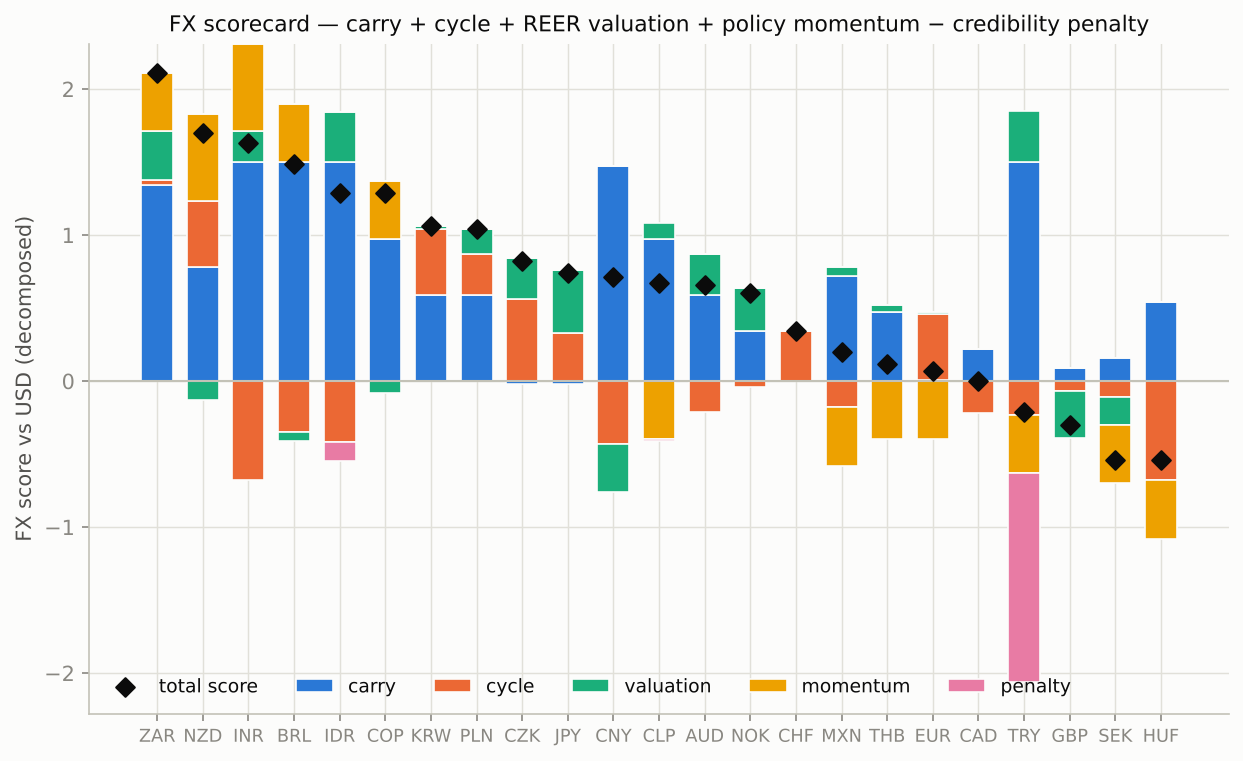 FX scorecard — carry + cycle + REER valuation + policy momentum − credibility penalty
FX score vs USD (decomposed)
2
1
0
−1
−2
total score carry cycle valuation momentum penalty
ZAR NZD INR BRL IDR COP KRW PLN CZK JPY CNY CLP AUD NOK CHF MXN THB EUR CAD TRY GBP SEK HUF